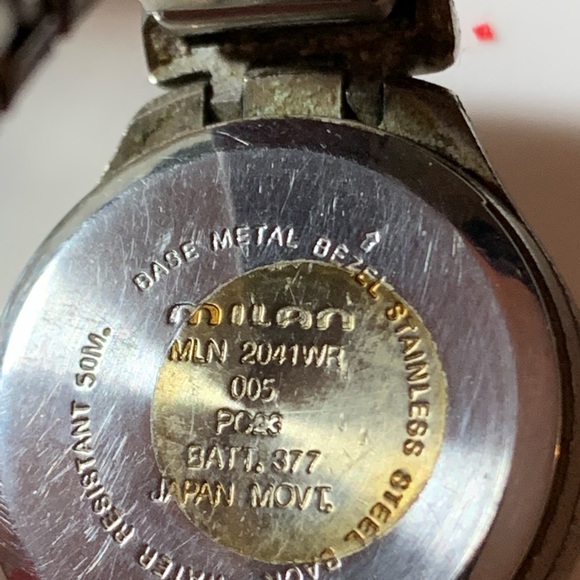 BASE METAL BEZEL STAINLESS STEEL BACK WATER RESISTANT 50M.
milan
MLN 2041WR
005
PC23
BATT. 377
JAPAN MOVT.